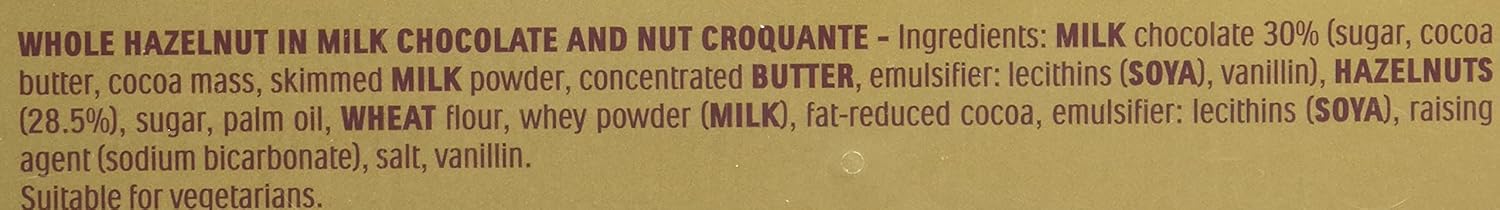 WHOLE HAZELNUT IN MILK CHOCOLATE AND NUT CROQUANTE - Ingredients: MILK chocolate 30% (sugar, cocoa
butter, cocoa mass, skimmed MILK powder, concentrated BUTTER, emulsifier: lecithins (SOYA), vanillin), HAZELNUTS
(28.5%), sugar, palm oil, WHEAT flour, whey powder (MILK), fat-reduced cocoa, emulsifier: lecithins (SOYA), raising
agent (sodium bicarbonate), salt, vanillin.
Suitable for vegetarians.